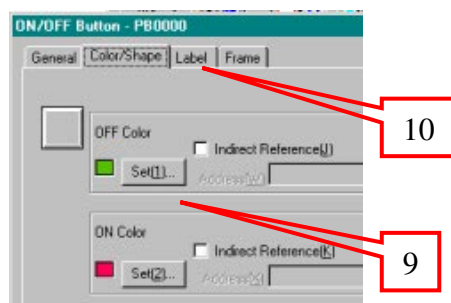 ON/OFF Button - PB0000
General Color/Shape Label Frame
10
OFF Color
Indirect Reference(J)
Set(1)... Address(W)
ON Color
Indirect Reference(K)
9
Set(2)... Address(X)